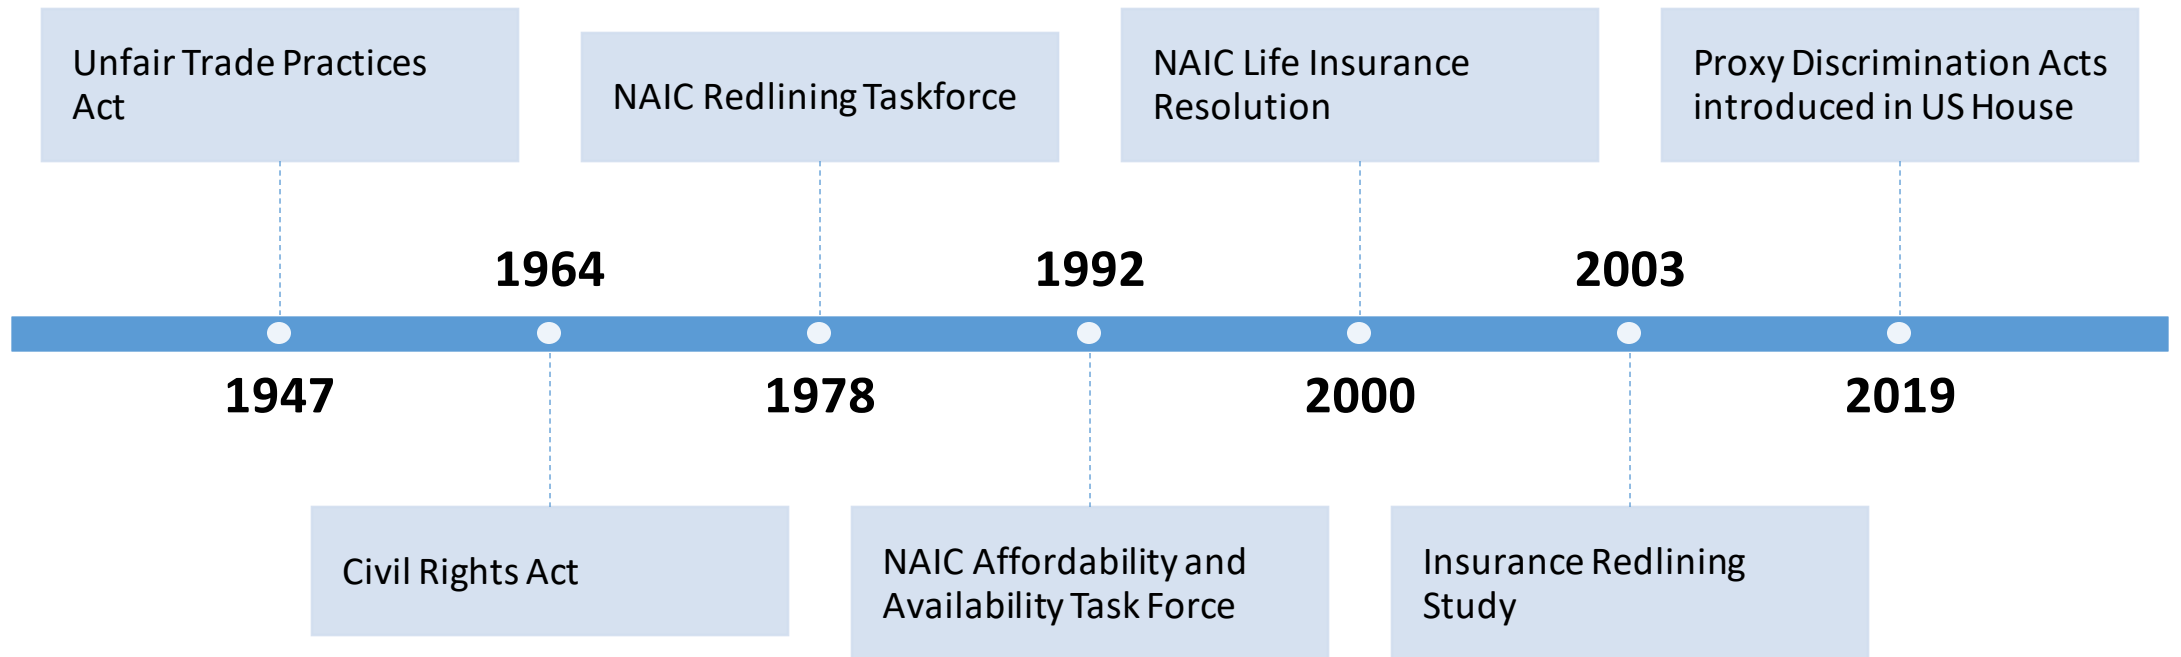 Unfair Trade Practices
Act
NAIC Redlining Taskforce
NAIC Life Insurance
Resolution
Proxy Discrimination Acts
introduced in US House
1964
1992
2003
1947
1978
2000
2019
Civil Rights Act
NAIC Affordability and
Availability Task Force
Insurance Redlining
Study